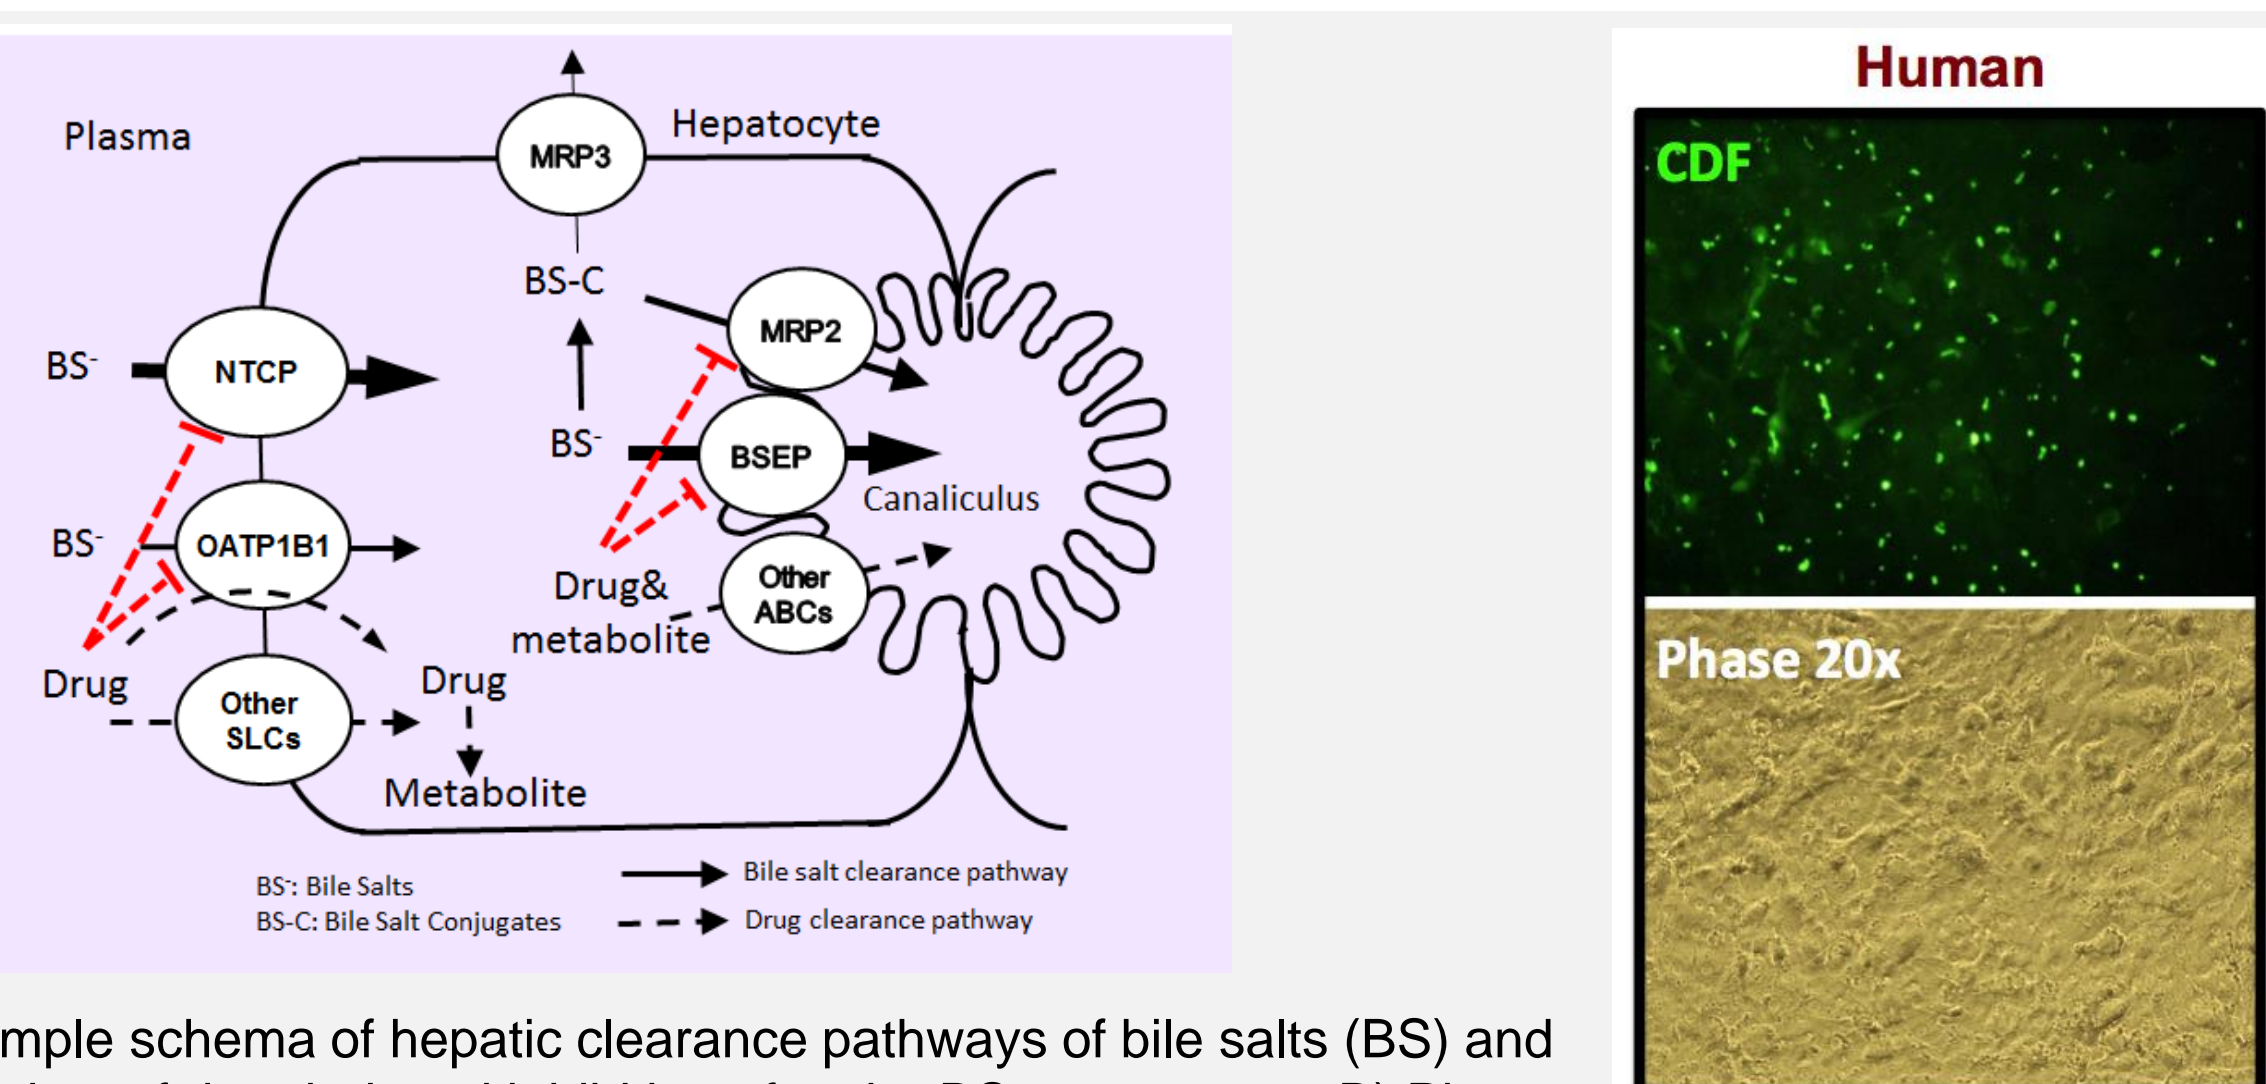 Plasma
Hepatocyte
MRP3
BS-C
MRP2
BS-
NTCP
BS-
BSEP
Canaliculus
BS-
OATP1B1
Drug&
metabolite
Other
ABCs
Drug
Drug
Other
SLCs
Metabolite
BS-: Bile Salts
BS-C: Bile Salt Conjugates
Bile salt clearance pathway
Drug clearance pathway
Human
CDF
Phase 20x
mple schema of hepatic clearance pathways of bile salts (BS) and